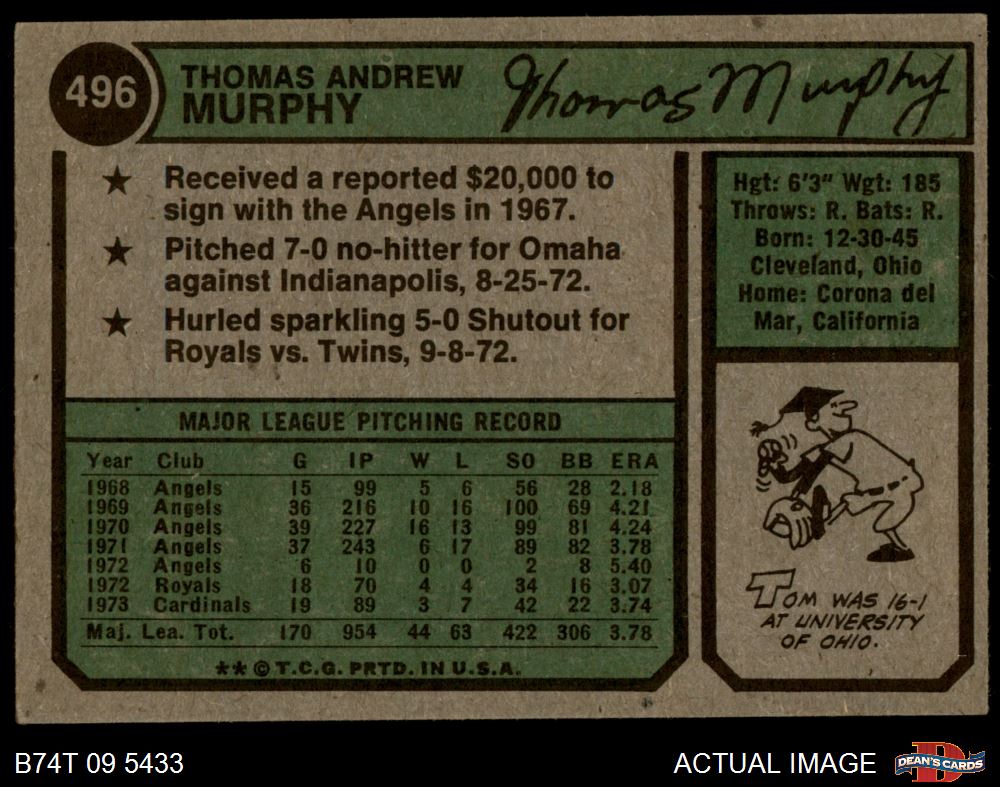 496
THOMAS ANDREW
MURPHY
Thomas Murphy
★ Received a reported $20,000 to
sign with the Angels in 1967.
★ Pitched 7-0 no-hitter for Omaha
against Indianapolis, 8-25-72.
★ Hurled sparkling 5-0 Shutout for
Royals vs. Twins, 9-8-72.
Hgt: 6'3" Wgt: 185
Throws: R. Bats: R.
Born: 12-30-45
Cleveland, Ohio
Home: Corona del
Mar, California
MAJOR LEAGUE PITCHING RECORD
Year Club G IP W L SO BB ERA
1968 Angels 15 99 5 6 56 28 2.18
1969 Angels 36 216 10 16 100 69 4.21
1970 Angels 39 227 16 13 99 81 4.24
1971 Angels 37 243 6 17 89 82 3.78
1972 Angels 6 10 0 0 2 8 5.40
1972 Royals 18 70 4 4 34 16 3.07
1973 Cardinals 19 89 3 7 42 22 3.74
Maj. Lea. Tot. 170 954 44 63 422 306 3.78
**©T.C.G. PRTD. IN U.S.A.
TOM WAS 16-1
AT UNIVERSITY
OF OHIO.
B74T 09 5433
ACTUAL IMAGE
D
DEAN'S CARDS